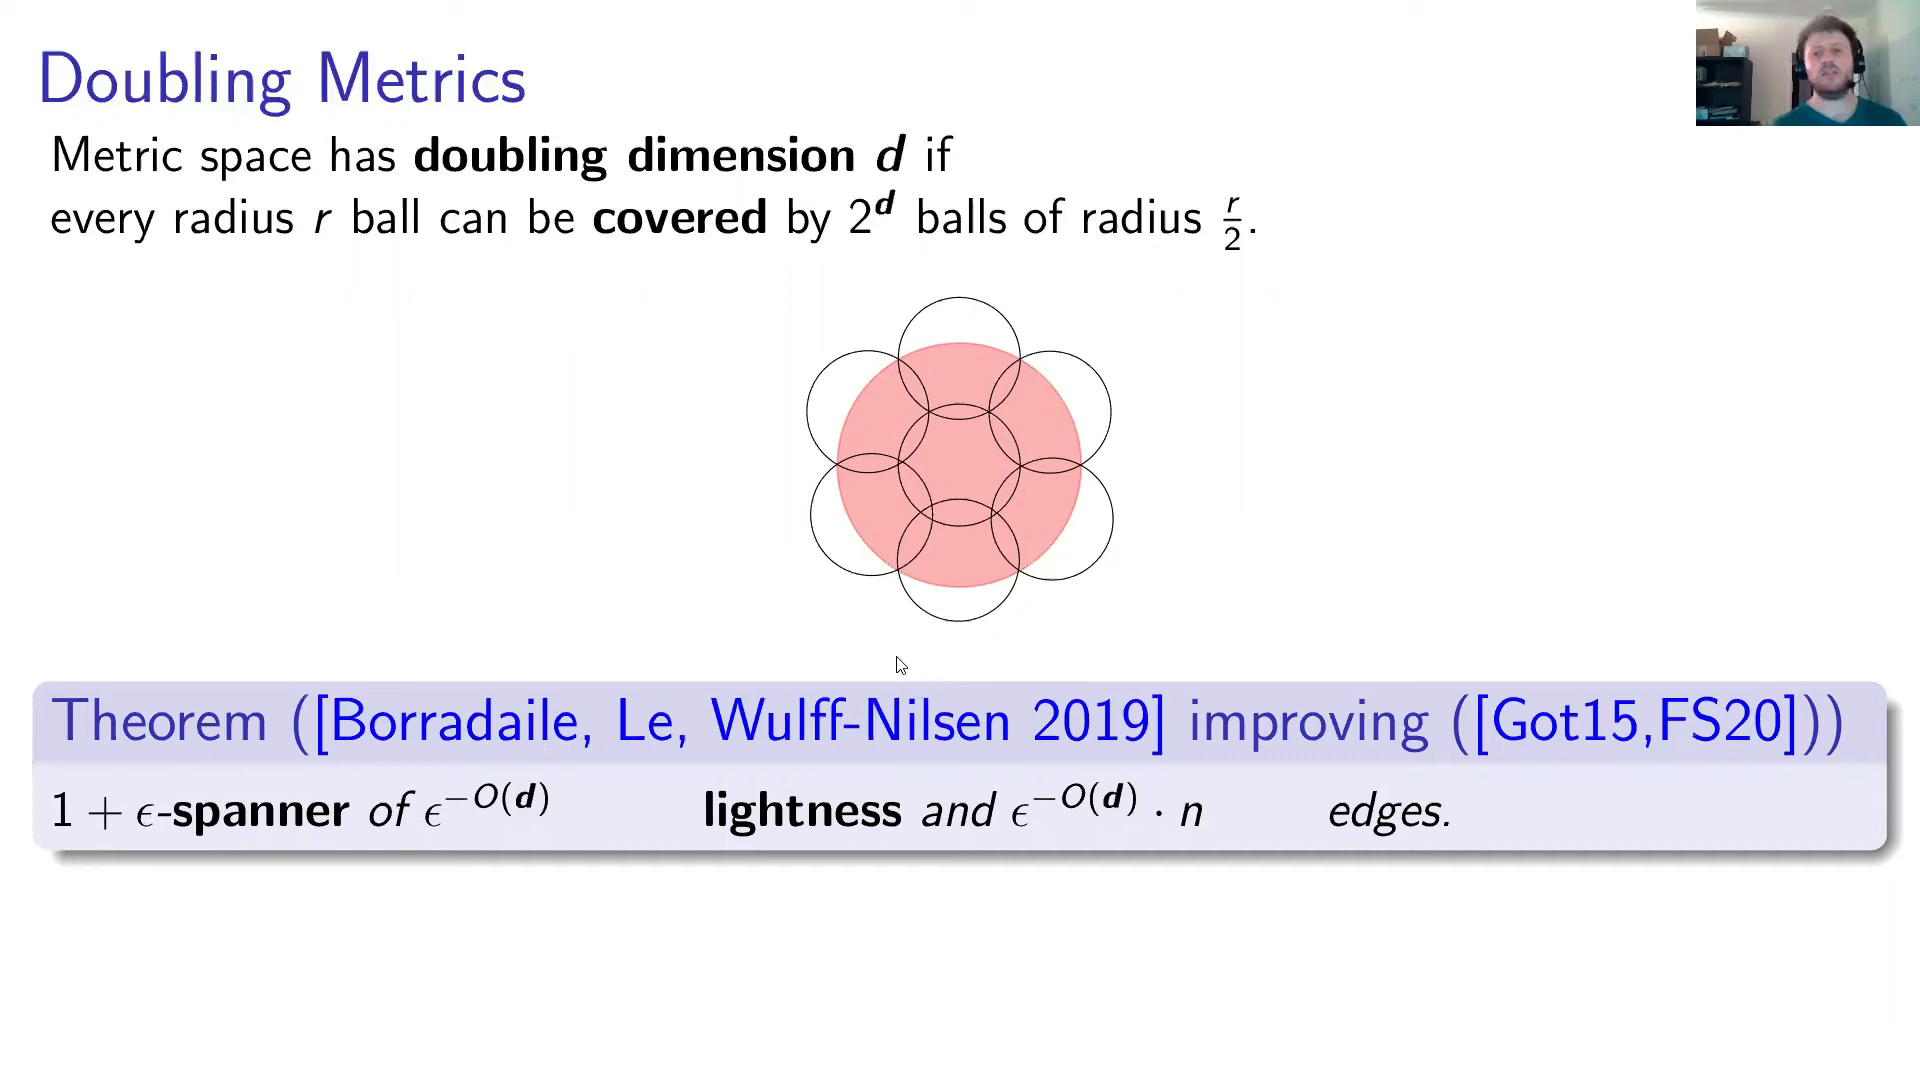 Doubling Metrics
Metric space has doubling dimension d if
every radius r ball can be covered by 2^d balls of radius r/2.
Theorem ([Borradaile, Le, Wulff-Nilsen 2019] improving ([Got15,FS20]))
1 + ϵ-spanner of ϵ^{−O(d)} lightness and ϵ^{−O(d)} · n edges.